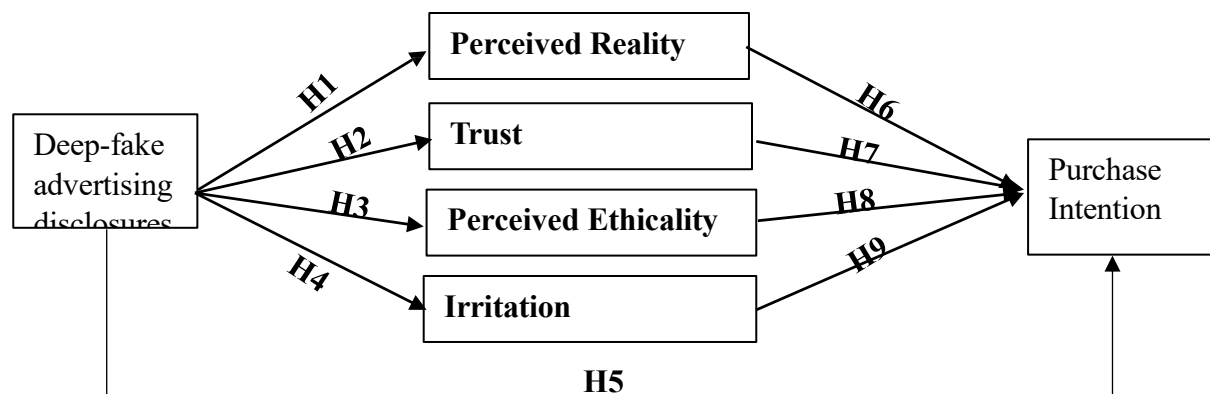 Perceived Reality
H1
H6
Deep-fake
advertising
disclosures
H2
Trust
H7
Purchase
Intention
H3
Perceived Ethicality
H8
H4
Irritation
H9
H5